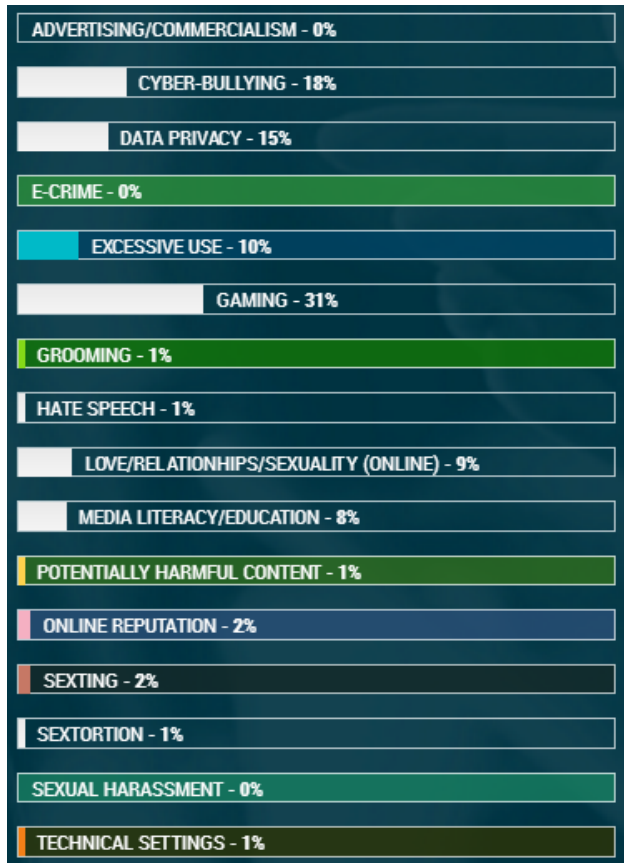 ADVERTISING/COMMERCIALISM - 0%
CYBER-BULLYING - 18%
DATA PRIVACY - 15%
E-CRIME - 0%
EXCESSIVE USE - 10%
GAMING - 31%
GROOMING - 1%
HATE SPEECH - 1%
LOVE/RELATIONHIPS/SEXUALITY (ONLINE) - 9%
MEDIA LITERACY/EDUCATION - 8%
POTENTIALLY HARMFUL CONTENT - 1%
ONLINE REPUTATION - 2%
SEXTING - 2%
SEXTORTION - 1%
SEXUAL HARASSMENT - 0%
TECHNICAL SETTINGS - 1%